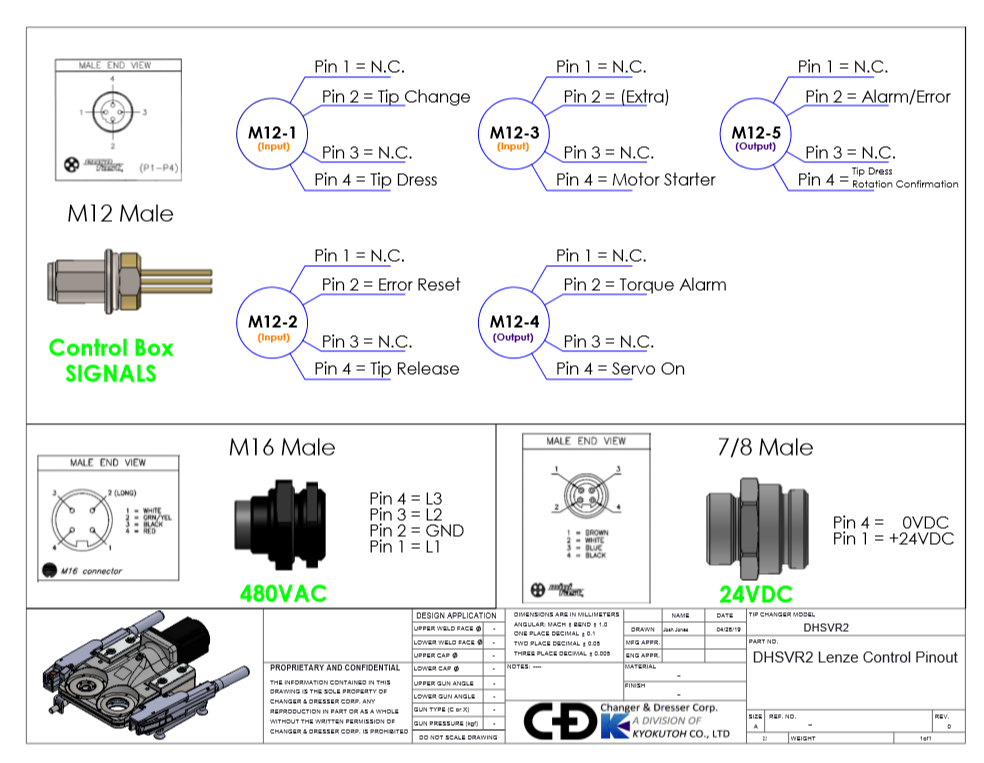 MALE END VIEW
4
1
3
2
(P1-P4)
M12 Male
Control Box
SIGNALS
Pin 1 = N.C.
Pin 2 = Tip Change
M12-1
(Input)
Pin 3 = N.C.
Pin 4 = Tip Dress
Pin 1 = N.C.
Pin 2 = (Extra)
M12-3
(Input)
Pin 3 = N.C.
Pin 4 = Motor Starter
Pin 1 = N.C.
Pin 2 = Alarm/Error
M12-5
(Output)
Pin 3 = N.C.
Pin 4 = Tip Dress
Rotation Confirmation
Pin 1 = N.C.
Pin 2 = Error Reset
M12-2
(Input)
Pin 3 = N.C.
Pin 4 = Tip Release
Pin 1 = N.C.
Pin 2 = Torque Alarm
M12-4
(Output)
Pin 3 = N.C.
Pin 4 = Servo On
M16 Male
MALE END VIEW
3
2 (LONG)
1 = WHITE
2 = GRN/YEL
3 = BLACK
4 = RED
4
1
M16 connector
Pin 4 = L3
Pin 3 = L2
Pin 2 = GND
Pin 1 = L1
480VAC
7/8 Male
MALE END VIEW
1
3
2
4
1 = BROWN
2 = WHITE
3 = BLUE
4 = BLACK
mini
fast.
Pin 4 = 0VDC
Pin 1 = +24VDC
24VDC
PROPRIETARY AND CONFIDENTIAL
THE INFORMATION CONTAINED IN THIS
DRAWING IS THE SOLE PROPERTY OF
CHANGER & DRESSER CORP. ANY
REPRODUCTION IN PART OR AS A WHOLE
WITHOUT THE WRITTEN PERMISSION OF
CHANGER & DRESSER CORP. IS PROHIBITED
DESIGN APPLICATION
UPPER WELD FACE Ø -
LOWER WELD FACE Ø -
UPPER CAP Ø -
LOWER CAP Ø -
UPPER GUN ANGLE -
LOWER GUN ANGLE -
GUN TYPE (C or X) -
GUN PRESSURE (kgf) -
DO NOT SCALE DRAWING
DIMENSIONS ARE IN MILLIMETERS
ANGULAR: MACH ± BEND ± 1.0
ONE PLACE DECIMAL ± 0.1
TWO PLACE DECIMAL ± 0.05
THREE PLACE DECIMAL ± 0.005
NOTES: ----
NAME DATE
DRAWN Josh Jones 04/26/19
MFG APPR.
ENG APPR.
MATERIAL
-
FINISH
-
CDK
Changer & Dresser Corp.
A DIVISION OF
KYOKUTOH CO., LTD
TIP CHANGER MODEL
DHSVR2
PART NO.
DHSVR2 Lenze Control Pinout
SIZE
A
REF. NO.
-
REV.
0
WEIGHT
1of1